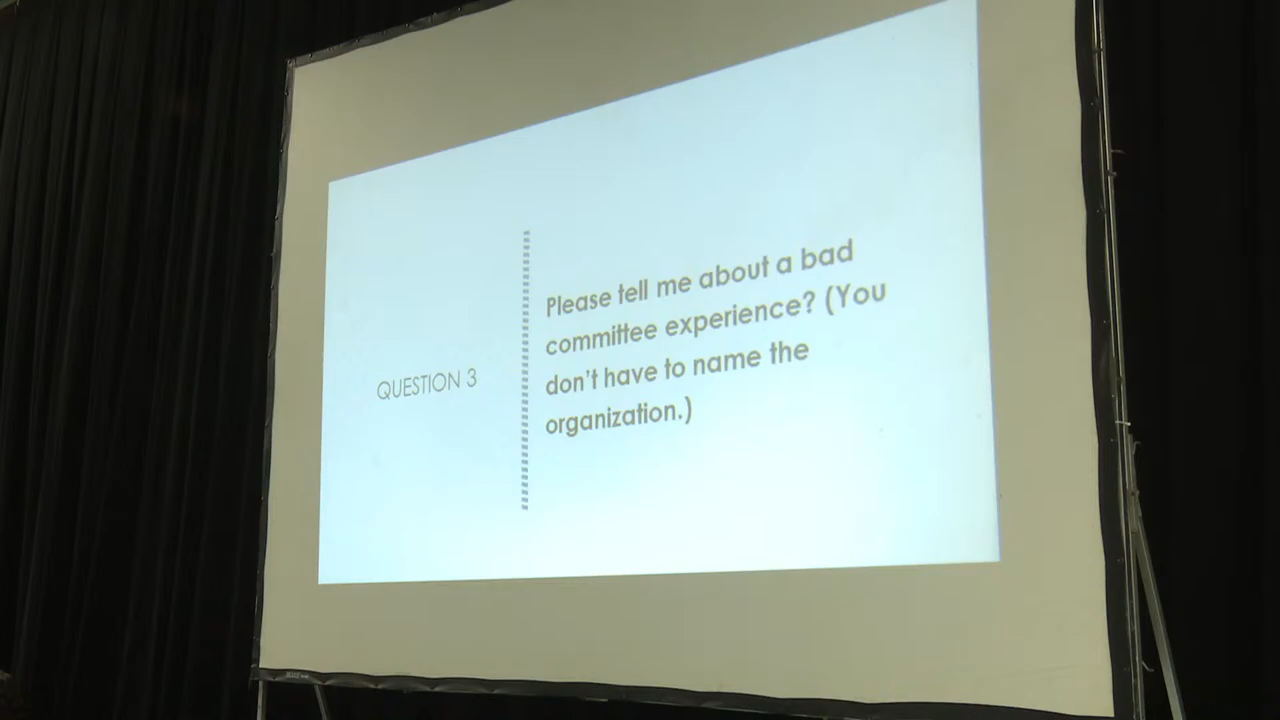 QUESTION 3
Please tell me about a bad
committee experience? (You
don't have to name the
organization.)